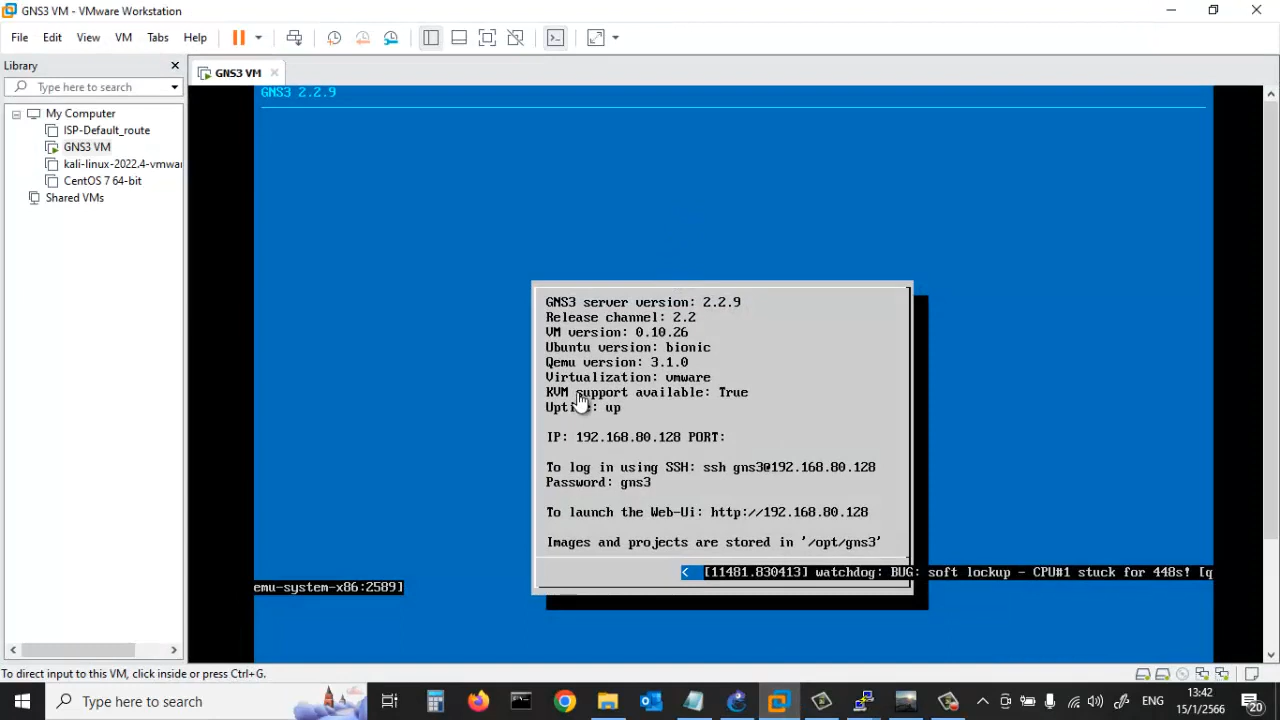 GNS3 VM - VMware Workstation
File Edit View VM Tabs Help
Library
Type here to search
My Computer
ISP-Default_route
GNS3 VM
kali-linux-2022.4-vmwar
CentOS 7 64-bit
Shared VMs
GNS3 VM
GNS3 2.2.9
GNS3 server version: 2.2.9
Release channel: 2.2
VM version: 0.10.26
Ubuntu version: bionic
Qemu version: 3.1.0
Virtualization: vmware
KVM support available: True
: up
IP: 192.168.80.128 PORT:
To log in using SSH: ssh gns3@192.168.80.128
Password: gns3
To launch the Web-Ui: http://192.168.80.128
Images and projects are stored in '/opt/gns3'
< [11481.830413] watchdog: BUG: soft lockup - CPU#1 stuck for 448s! [q
emu-system-x86:2589]
To direct input to this VM, click inside or press Ctrl+G.
Type here to search
ENG
13:42
15/1/2566
20